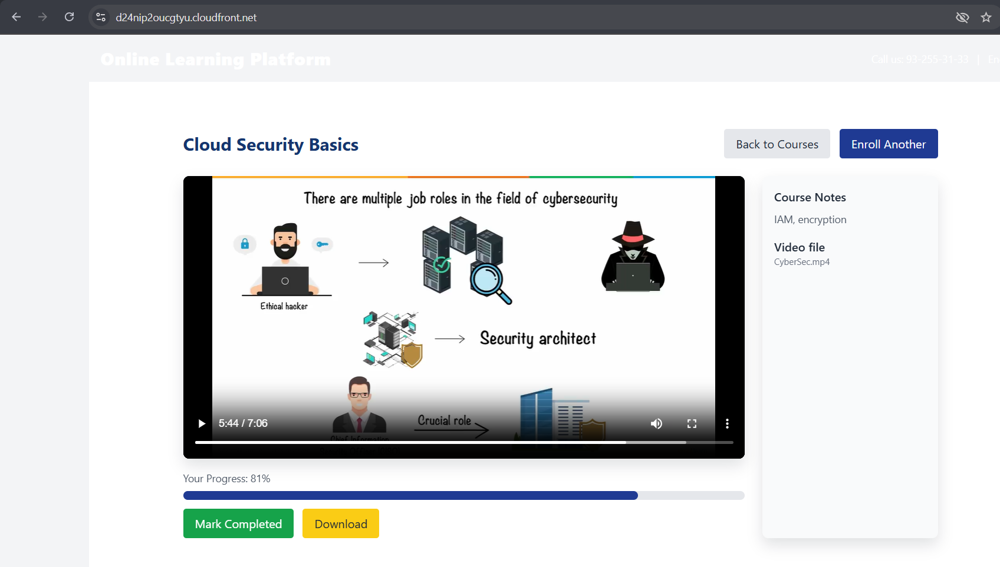 d24nip2oucgtyu.cloudfront.net
Online Learning Platform
Call us: 93-255-31-33 | En
Cloud Security Basics
Back to Courses
Enroll Another
There are multiple job roles in the field of cybersecurity
Ethical hacker
Security architect
Crucial role
Chief Information
5:44 / 7:06
Course Notes
IAM, encryption
Video file
CyberSec.mp4
Your Progress: 81%
Mark Completed
Download